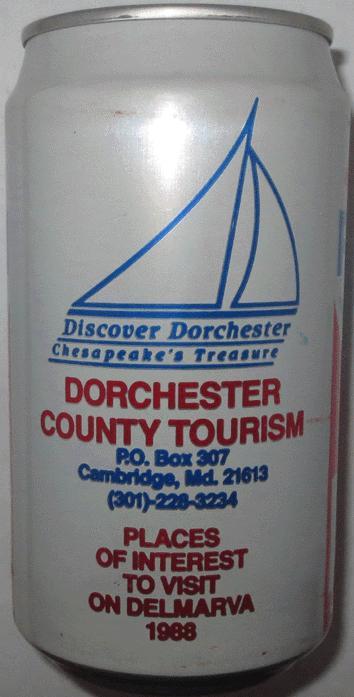 Discover Dorchester
Chesapeake's Treasure
DORCHESTER
COUNTY TOURISM
P.O. Box 307
Cambridge, Md. 21613
(301)-228-3234
PLACES
OF INTEREST
TO VISIT
ON DELMARVA
1988